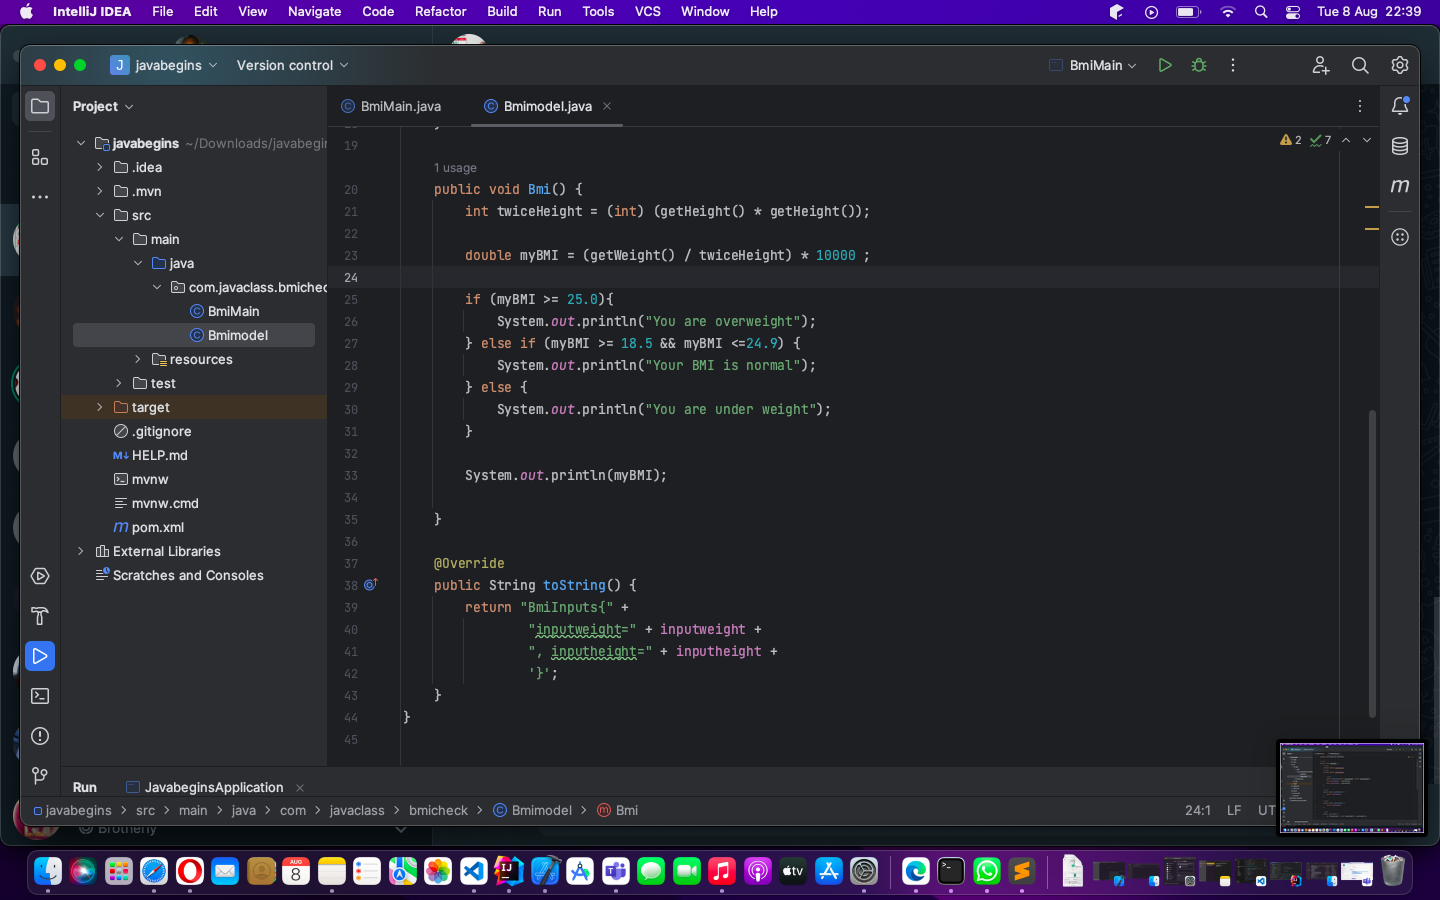 IntelliJ IDEA File Edit View Navigate Code Refactor Build Run Tools VCS Window Help Tue 8 Aug 22:39
J javabegins Version control BmiMain
Project BmiMain.java Bmimodel.java
2 7
javabegins ~/Downloads/javabegin
.idea
.mvn
src
main
java
com.javaclass.bmichec
BmiMain
Bmimodel
resources
test
target
.gitignore
HELP.md
mvnw
mvnw.cmd
pom.xml
External Libraries
Scratches and Consoles
19
1 usage
20 public void Bmi() {
21 int twiceHeight = (int) (getHeight() * getHeight());
22
23 double myBMI = (getWeight() / twiceHeight) * 10000 ;
24
25 if (myBMI >= 25.0){
26 System.out.println("You are overweight");
27 } else if (myBMI >= 18.5 && myBMI <=24.9) {
28 System.out.println("Your BMI is normal");
29 } else {
30 System.out.println("You are under weight");
31 }
32
33 System.out.println(myBMI);
34
35 }
36
37 @Override
38 public String toString() {
39 return "BmiInputs{" +
40 "inputweight=" + inputweight +
41 ", inputheight=" + inputheight +
42 '}';
43 }
44 }
45
Run JavabeginsApplication
javabegins > src > main > java > com > javaclass > bmicheck > Bmimodel > Bmi 24:1 LF UT
Brotherly
AUG
8
tv